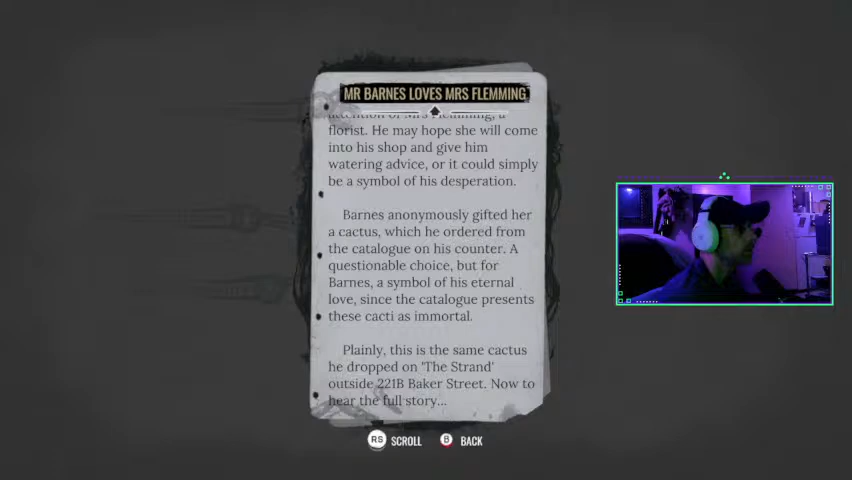 MR BARNES LOVES MRS FLEMMING
attention of Mrs Flemming, a
florist. He may hope she will come
into his shop and give him
watering advice, or it could simply
be a symbol of his desperation.
Barnes anonymously gifted her
a cactus, which he ordered from
the catalogue on his counter. A
questionable choice, but for
Barnes, a symbol of his eternal
love, since the catalogue presents
these cacti as immortal.
Plainly, this is the same cactus
he dropped on 'The Strand'
outside 221B Baker Street. Now to
hear the full story...
RS SCROLL B BACK